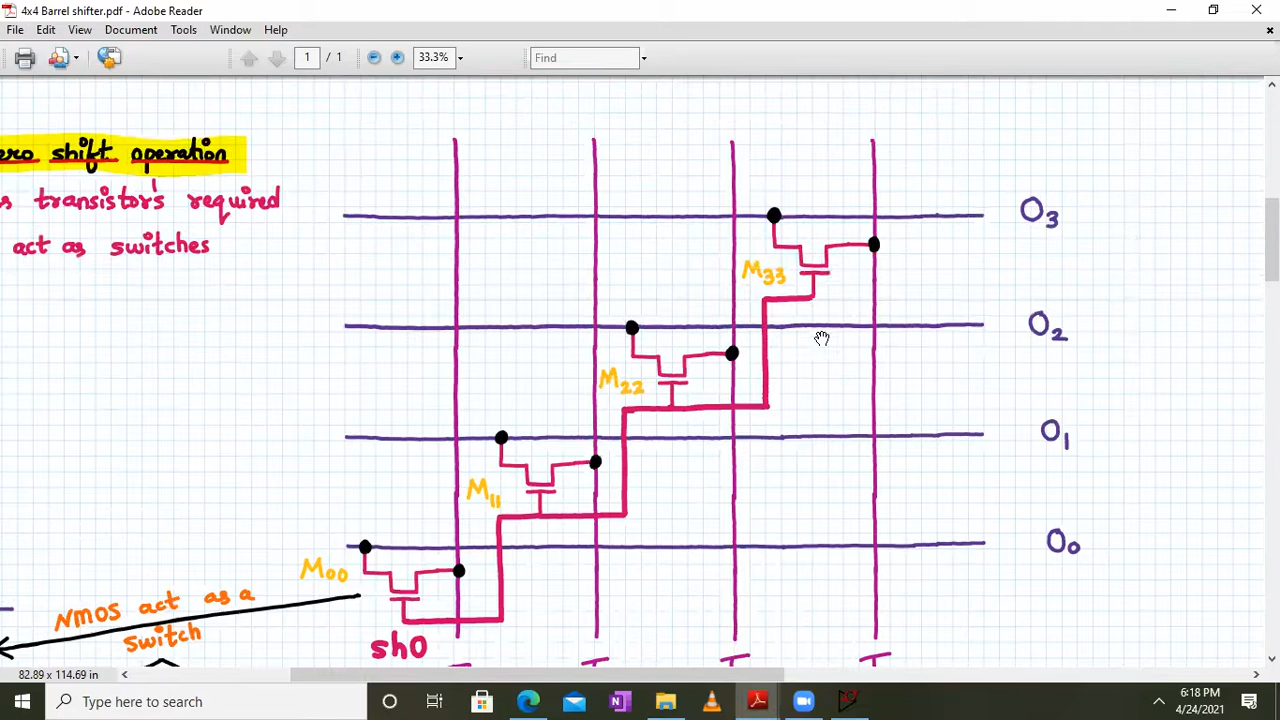 4x4 Barrel shifter.pdf - Adobe Reader
File Edit View Document Tools Window Help
1 / 1 33.3% Find
shift operation
transistor's required
act as switches
O3
M33
O2
M22
O1
M11
O0
M00
NMOS act as a
switch
sh0
82.89 x 114.69 in
Type here to search
6:18 PM
4/24/2021